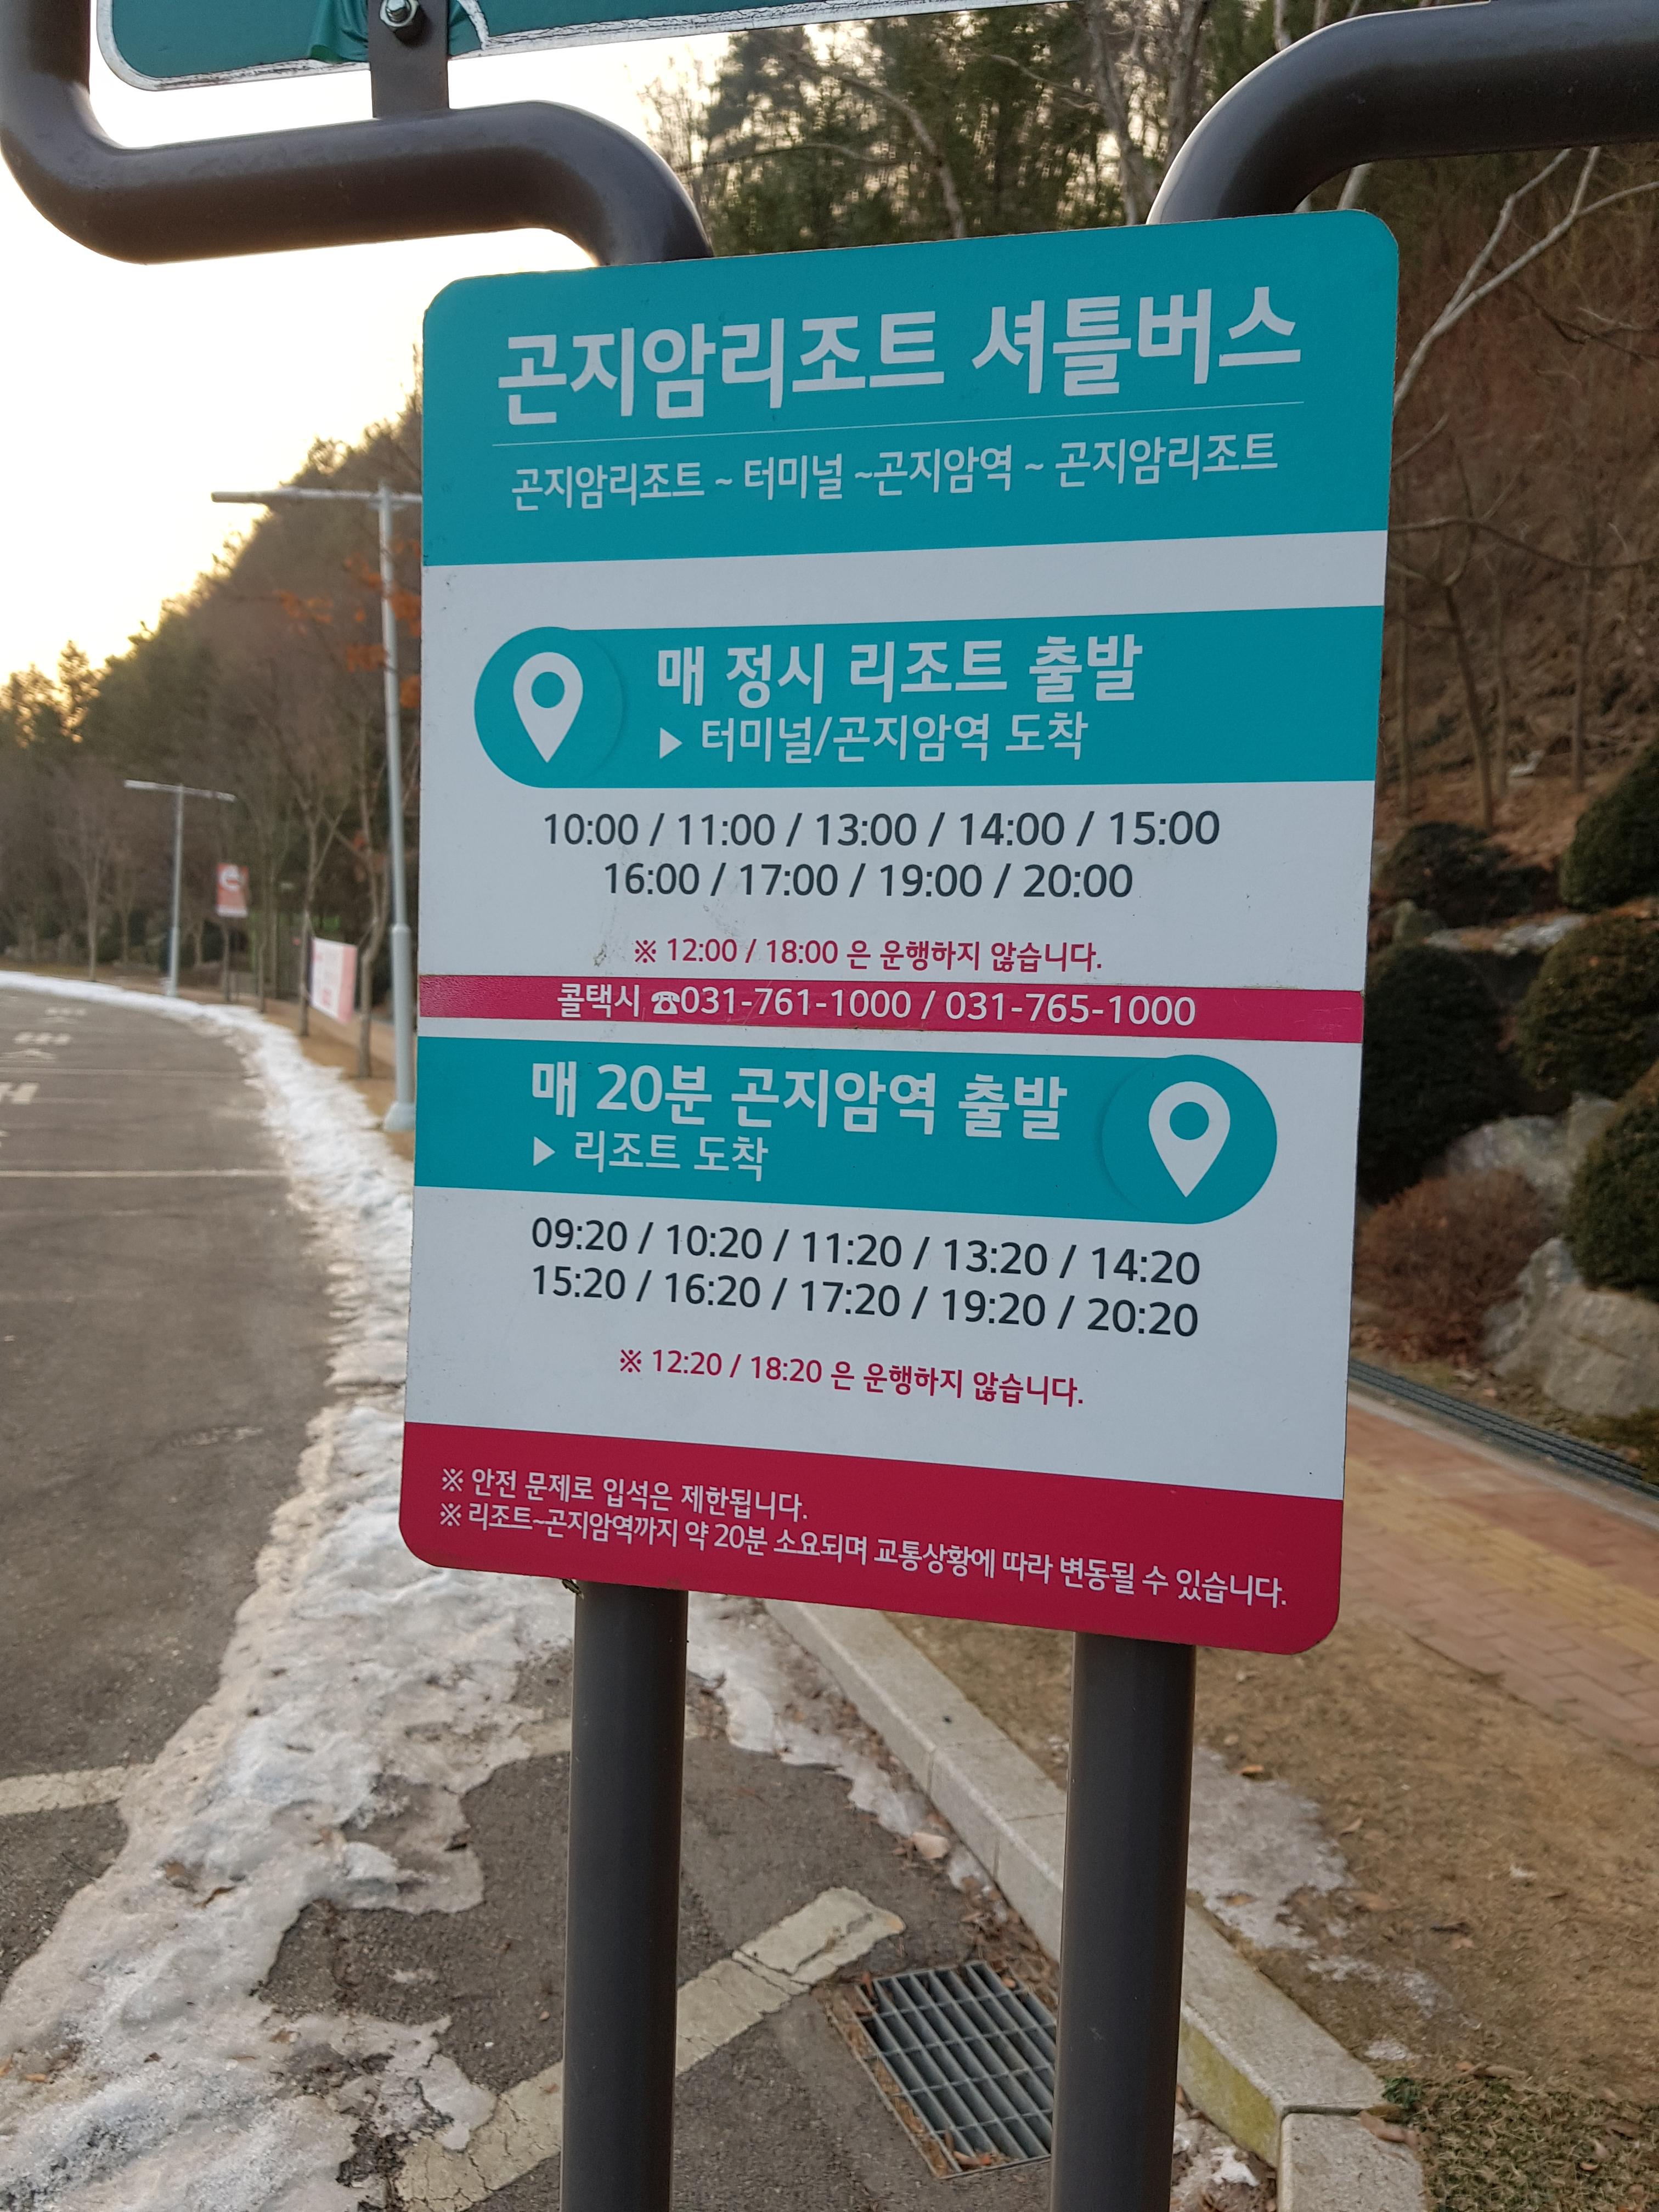 곤지암리조트 셔틀버스
곤지암리조트 ~ 터미널 ~곤지암역 ~ 곤지암리조트
매 정시 리조트 출발
▶ 터미널/곤지암역 도착
10:00 / 11:00 / 13:00 / 14:00 / 15:00
16:00 / 17:00 / 19:00 / 20:00
※ 12:00 / 18:00 은 운행하지 않습니다.
콜택시 ☎031-761-1000 / 031-765-1000
매 20분 곤지암역 출발
▶ 리조트 도착
09:20 / 10:20 / 11:20 / 13:20 / 14:20
15:20 / 16:20 / 17:20 / 19:20 / 20:20
※ 12:20 / 18:20 은 운행하지 않습니다.
※ 안전 문제로 입석은 제한됩니다.
※ 리조트~곤지암역까지 약 20분 소요되며 교통상황에 따라 변동될 수 있습니다.